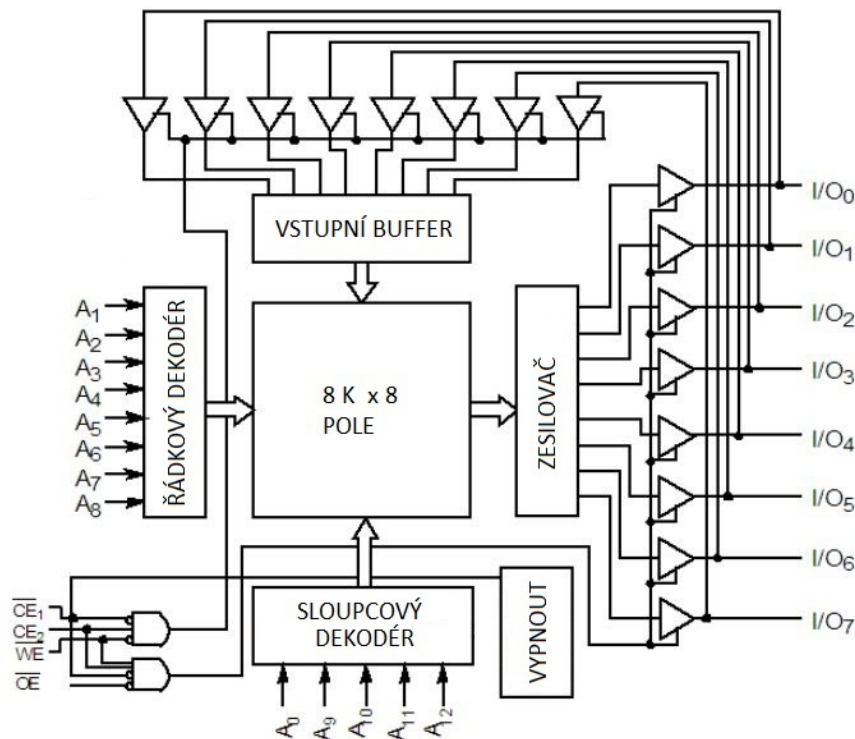 VSTUPNÍ BUFFER
I/O0
I/O1
I/O2
I/O3
I/O4
I/O5
I/O6
I/O7
A1
A2
A3
A4
A5
A6
A7
A8
ŘÁDKOVÝ DEKODÉR
8 K x 8
POLE
ZESILOVAČ
CE1
CE2
WE
OE
SLOUPCOVÝ
DEKODÉR
VYPNOUT
A0
A9
A10
A11
A12